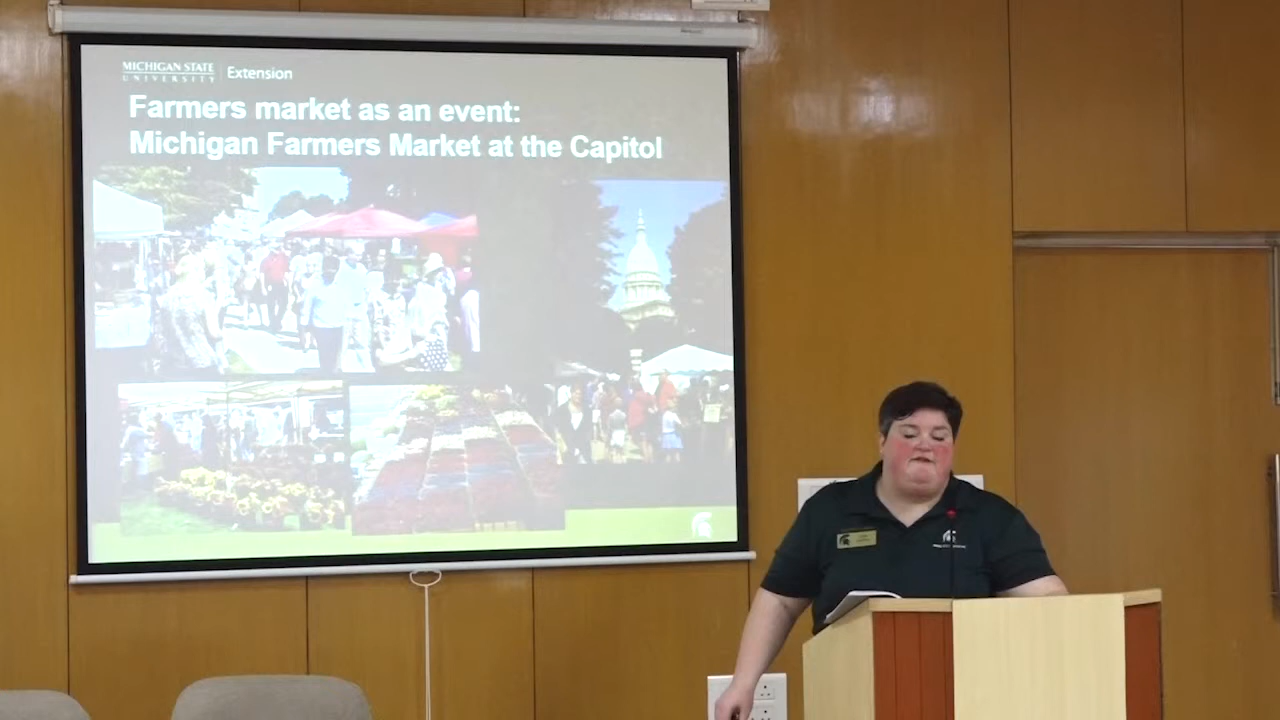 MICHIGAN STATE
UNIVERSITY
Extension
Farmers market as an event:
Michigan Farmers Market at the Capitol